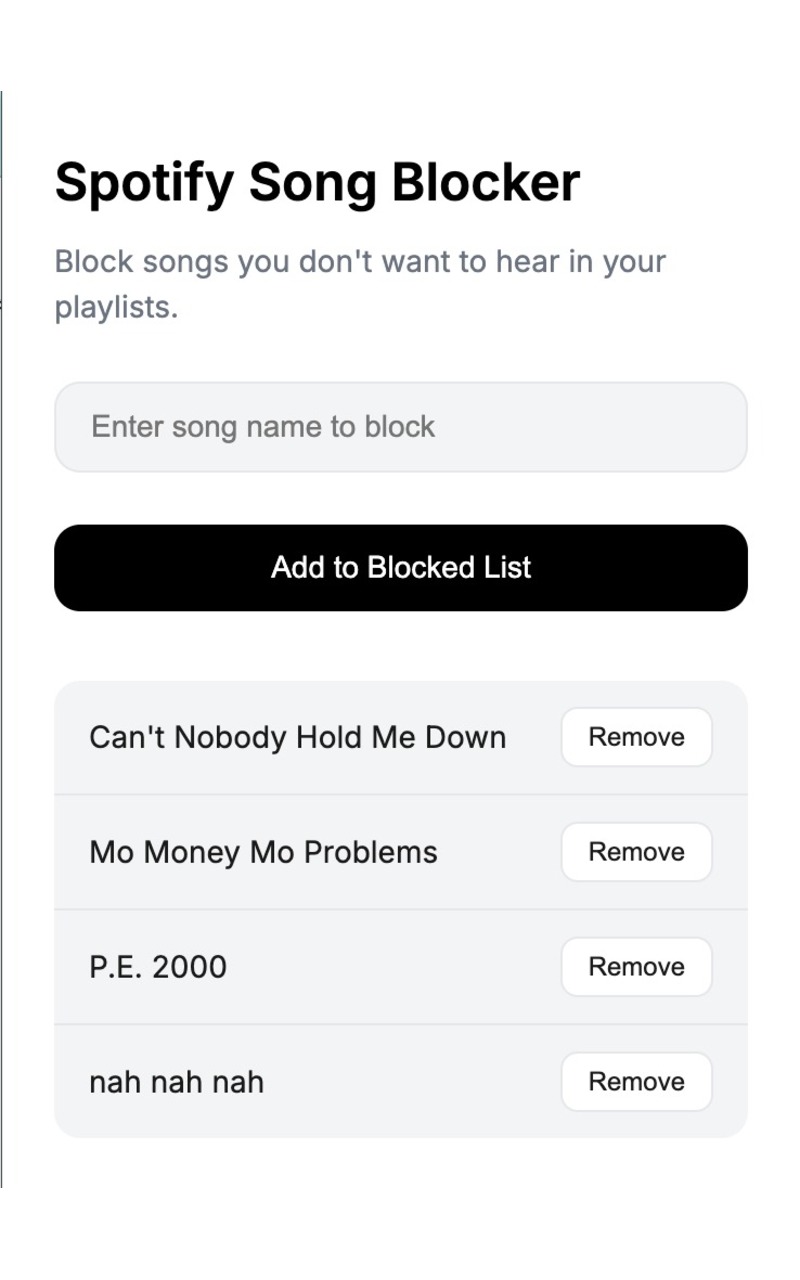 Spotify Song Blocker
Block songs you don't want to hear in your
playlists.
Enter song name to block
Add to Blocked List
Can't Nobody Hold Me Down
Remove
Mo Money Mo Problems
Remove
P.E. 2000
Remove
nah nah nah
Remove